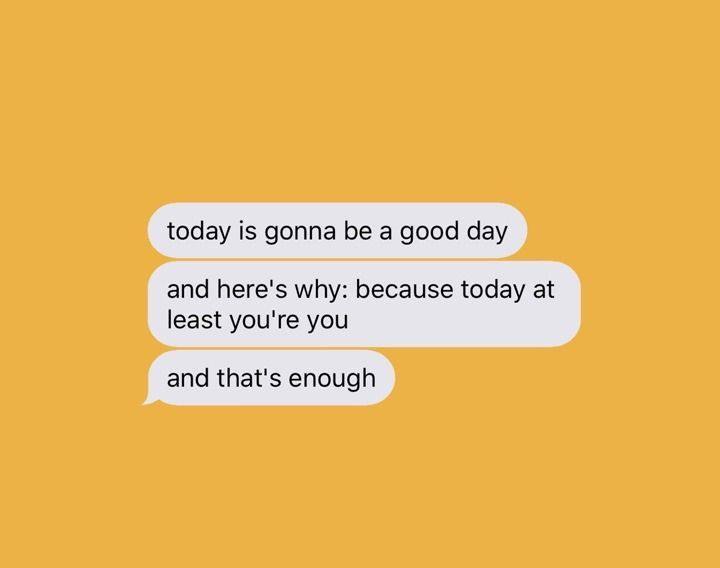 today is gonna be a good day
and here's why: because today at
least you're you
and that's enough